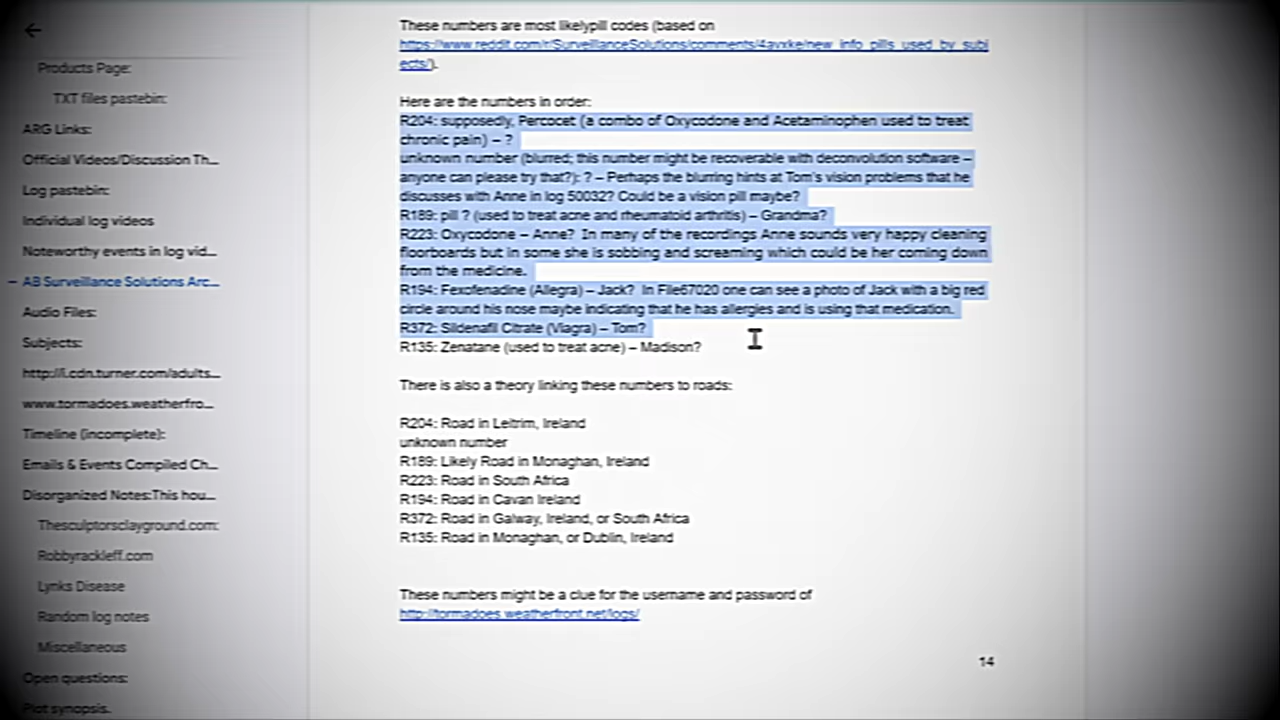 Products Page:
TXT files pastebin:
ARG Links:
Official Videos/Discussion Th...
Log pastebin:
Individual log videos
Noteworthy events in log vid...
AB Surveillance Solutions Arc...
Audio Files:
Subjects:
http://i.cdn.turner.com/adults...
www.tormadoes.weatherfro...
Timeline (incomplete):
Emails & Events Compiled Ch...
Disorganized Notes:This hou...
Thesculptorsclayground.com:
Robbyrackleff.com
Lynks Disease
Random log notes
Miscellaneous
Open questions:
Plot synopsis.
These numbers are most likelypill codes (based on
https://www.reddit.com/r/SurveillanceSolutions/comments/4avxke/new_info_pills_used_by_subj
ects/).
Here are the numbers in order:
R204: supposedly, Percocet (a combo of Oxycodone and Acetaminophen used to treat
chronic pain) – ?
unknown number (blurred; this number might be recoverable with deconvolution software –
anyone can please try that?): ? – Perhaps the blurring hints at Tom's vision problems that he
discusses with Anne in log 50032? Could be a vision pill maybe?
R189: pill ? (used to treat acne and rheumatoid arthritis) – Grandma?
R223: Oxycodone – Anne? In many of the recordings Anne sounds very happy cleaning
floorboards but in some she is sobbing and screaming which could be her coming down
from the medicine.
R194: Fexofenadine (Allegra) – Jack? In File67020 one can see a photo of Jack with a big red
circle around his nose maybe indicating that he has allergies and is using that medication.
R372: Sildenafil Citrate (Viagra) – Tom?
R135: Zenatane (used to treat acne) – Madison?
There is also a theory linking these numbers to roads:
R204: Road in Leitrim, Ireland
unknown number
R189: Likely Road in Monaghan, Ireland
R223: Road in South Africa
R194: Road in Cavan Ireland
R372: Road in Galway, Ireland, or South Africa
R135: Road in Monaghan, or Dublin, Ireland
These numbers might be a clue for the username and password of
http://tormadoes.weatherfront.net/logs/
14